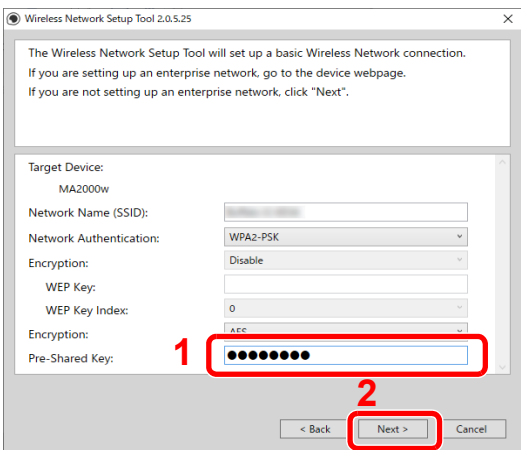 Wireless Network Setup Tool 2.0.5.25
The Wireless Network Setup Tool will set up a basic Wireless Network connection.
If you are setting up an enterprise network, go to the device webpage.
If you are not setting up an enterprise network, click "Next".
Target Device:
MA2000w
Network Name (SSID):
Network Authentication: WPA2-PSK
Encryption: Disable
WEP Key:
WEP Key Index: 0
Encryption: AES
1
Pre-Shared Key: ●●●●●●●●
2
< Back Next > Cancel